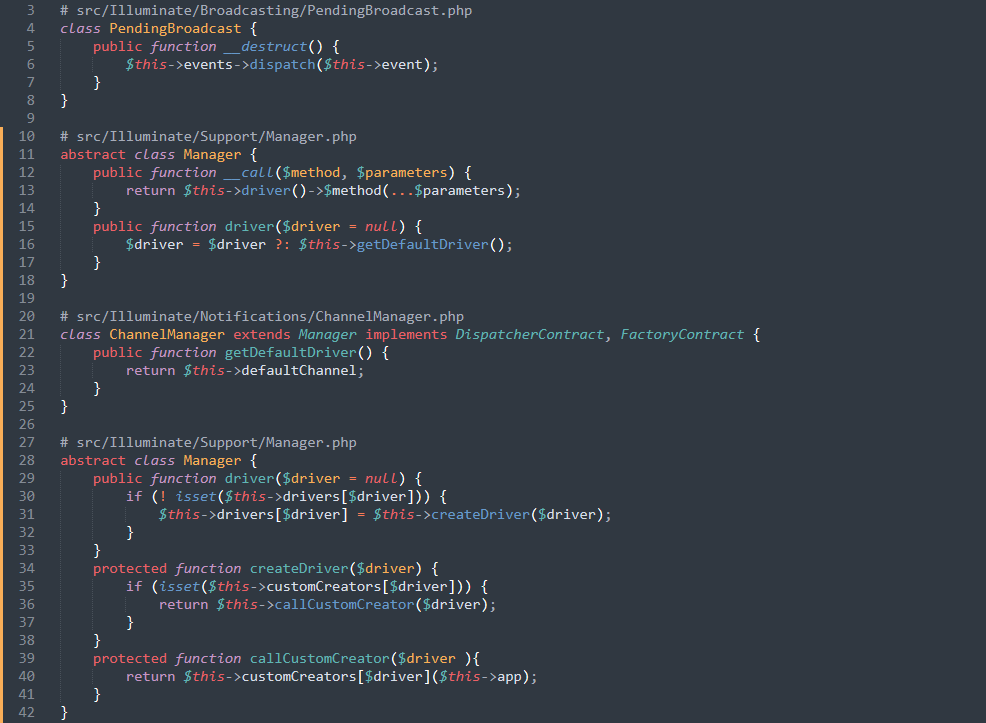 3 # src/Illuminate/Broadcasting/PendingBroadcast.php
4 class PendingBroadcast {
5     public function __destruct() {
6         $this->events->dispatch($this->event);
7     }
8 }
9
10 # src/Illuminate/Support/Manager.php
11 abstract class Manager {
12     public function __call($method, $parameters) {
13         return $this->driver()->$method(...$parameters);
14     }
15     public function driver($driver = null) {
16         $driver = $driver ?: $this->getDefaultDriver();
17     }
18 }
19
20 # src/Illuminate/Notifications/ChannelManager.php
21 class ChannelManager extends Manager implements DispatcherContract, FactoryContract {
22     public function getDefaultDriver() {
23         return $this->defaultChannel;
24     }
25 }
26
27 # src/Illuminate/Support/Manager.php
28 abstract class Manager {
29     public function driver($driver = null) {
30         if (! isset($this->drivers[$driver])) {
31             $this->drivers[$driver] = $this->createDriver($driver);
32         }
33     }
34     protected function createDriver($driver) {
35         if (isset($this->customCreators[$driver])) {
36             return $this->callCustomCreator($driver);
37         }
38     }
39     protected function callCustomCreator($driver ){
40         return $this->customCreators[$driver]($this->app);
41     }
42 }